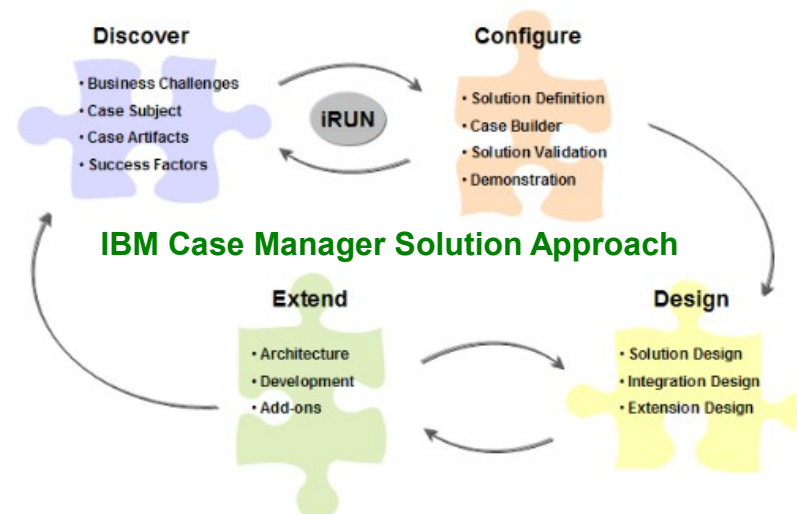 Discover
• Business Challenges
• Case Subject
• Case Artifacts
• Success Factors
iRUN
Configure
• Solution Definition
• Case Builder
• Solution Validation
• Demonstration
IBM Case Manager Solution Approach
Extend
• Architecture
• Development
• Add-ons
Design
• Solution Design
• Integration Design
• Extension Design